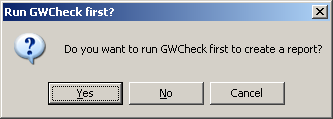 Run GWCheck first?
Do you want to run GWCheck first to create a report?
Yes
No
Cancel